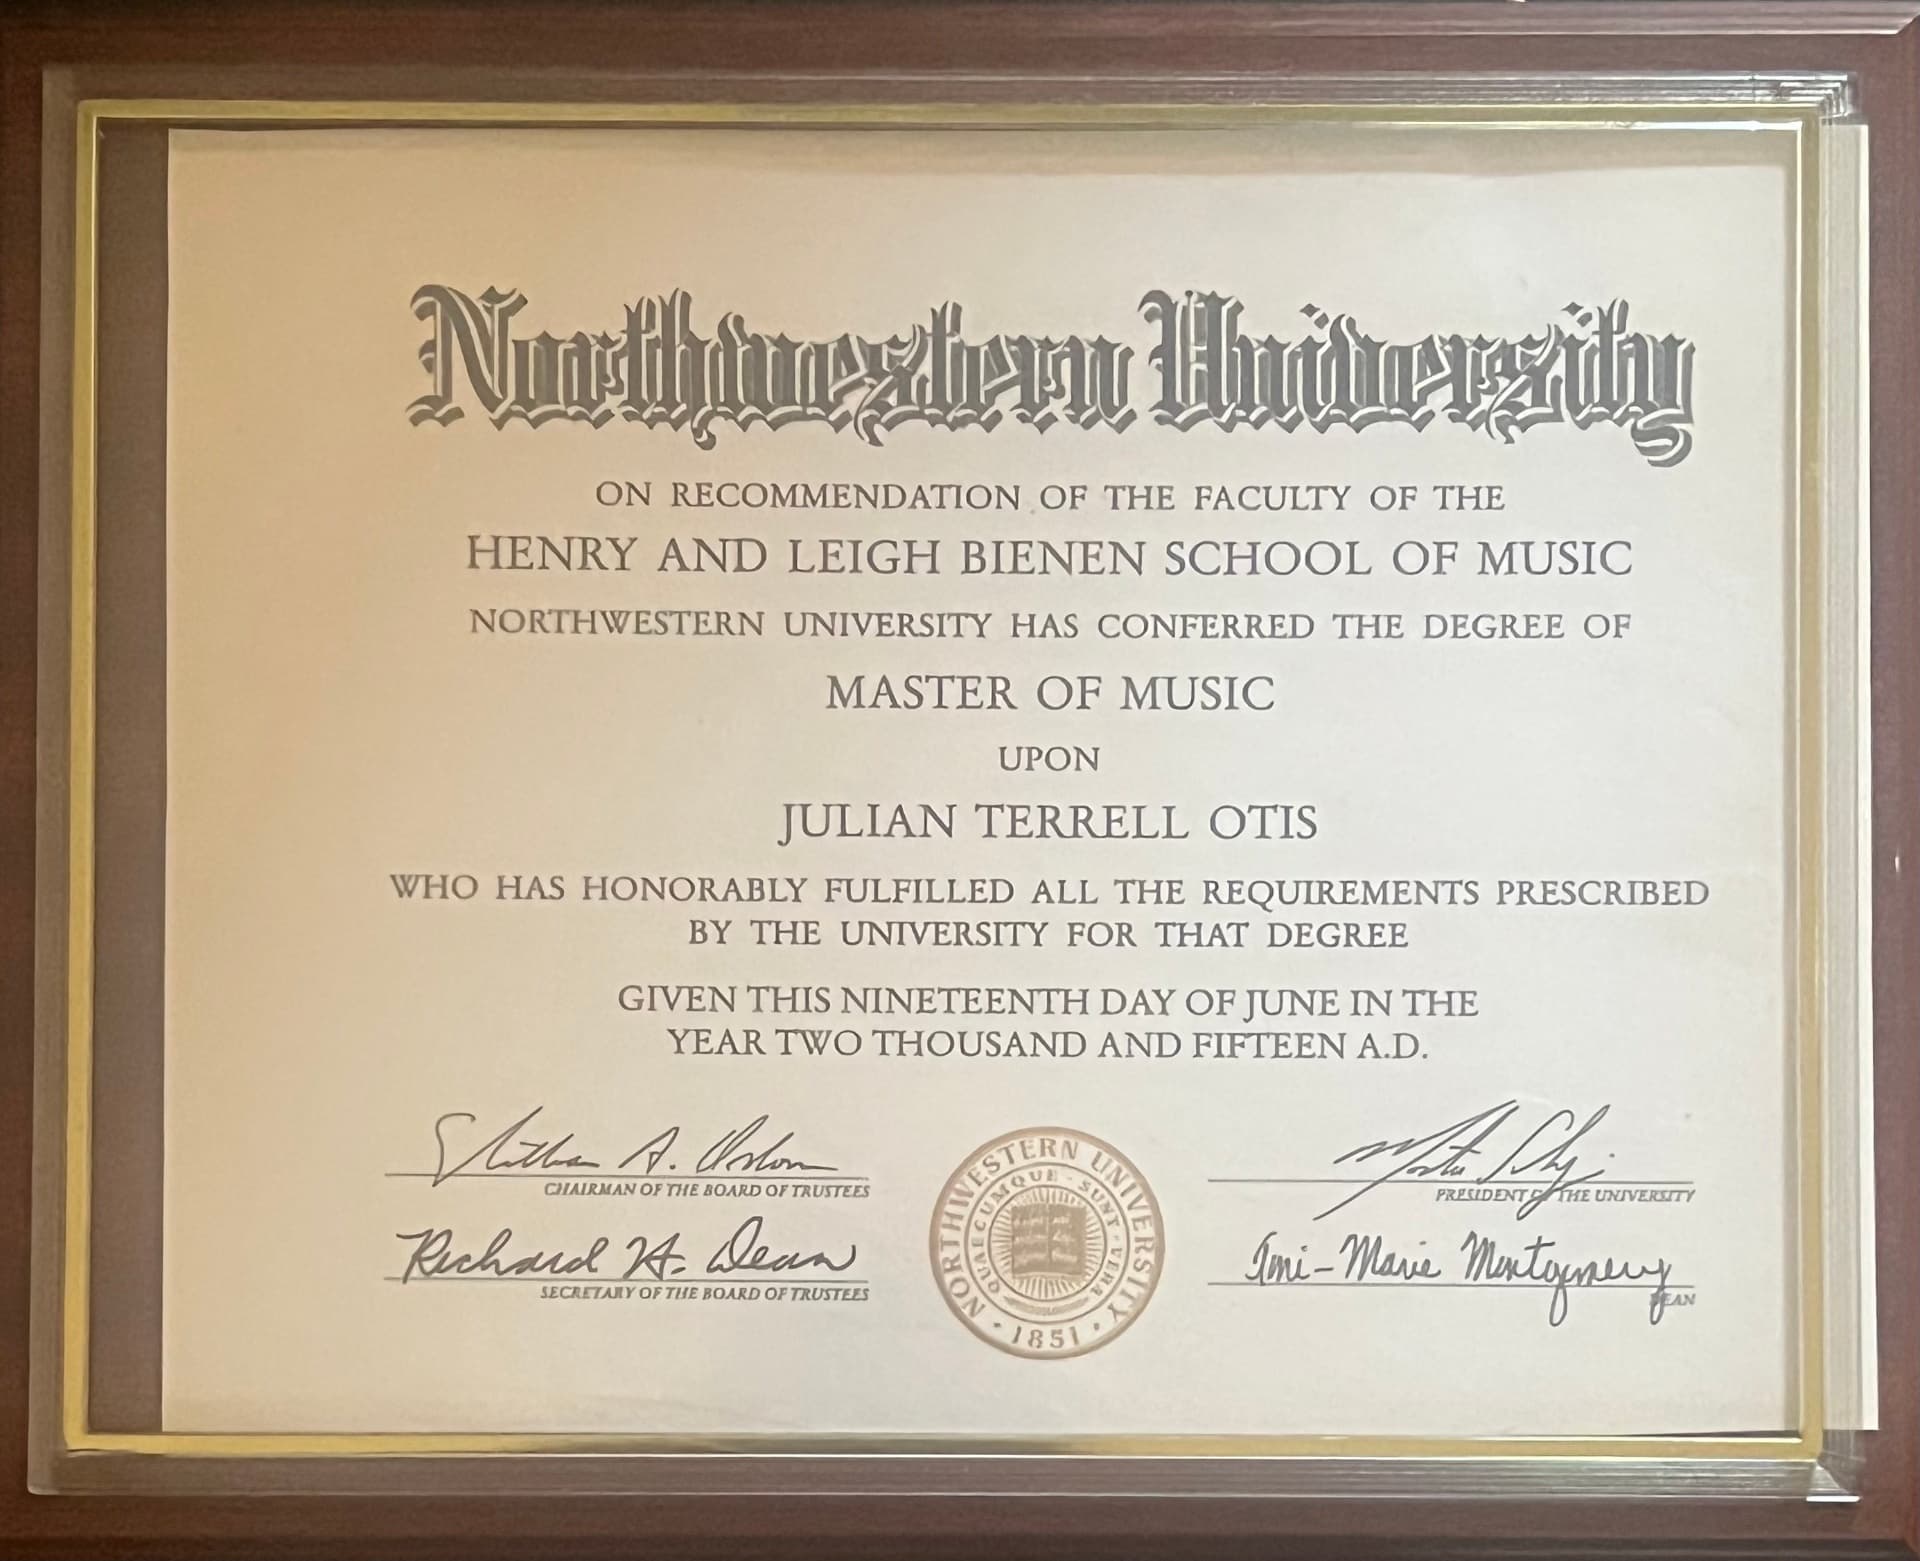 Northwestern University
ON RECOMMENDATION OF THE FACULTY OF THE
HENRY AND LEIGH BIENEN SCHOOL OF MUSIC
NORTHWESTERN UNIVERSITY HAS CONFERRED THE DEGREE OF
MASTER OF MUSIC
UPON
JULIAN TERRELL OTIS
WHO HAS HONORABLY FULFILLED ALL THE REQUIREMENTS PRESCRIBED
BY THE UNIVERSITY FOR THAT DEGREE
GIVEN THIS NINETEENTH DAY OF JUNE IN THE
YEAR TWO THOUSAND AND FIFTEEN A.D.
A.
CHAIRMAN OF THE BOARD OF TRUSTEES
PRESIDENT OF THE UNIVERSITY
Richard H. Dean
SECRETARY OF THE BOARD OF TRUSTEES
Toni-Marie Montgomery
DEAN
NORTHWESTERN UNIVERSITY
QUAECUMQUE · SUNT · VERA
· 1851 ·